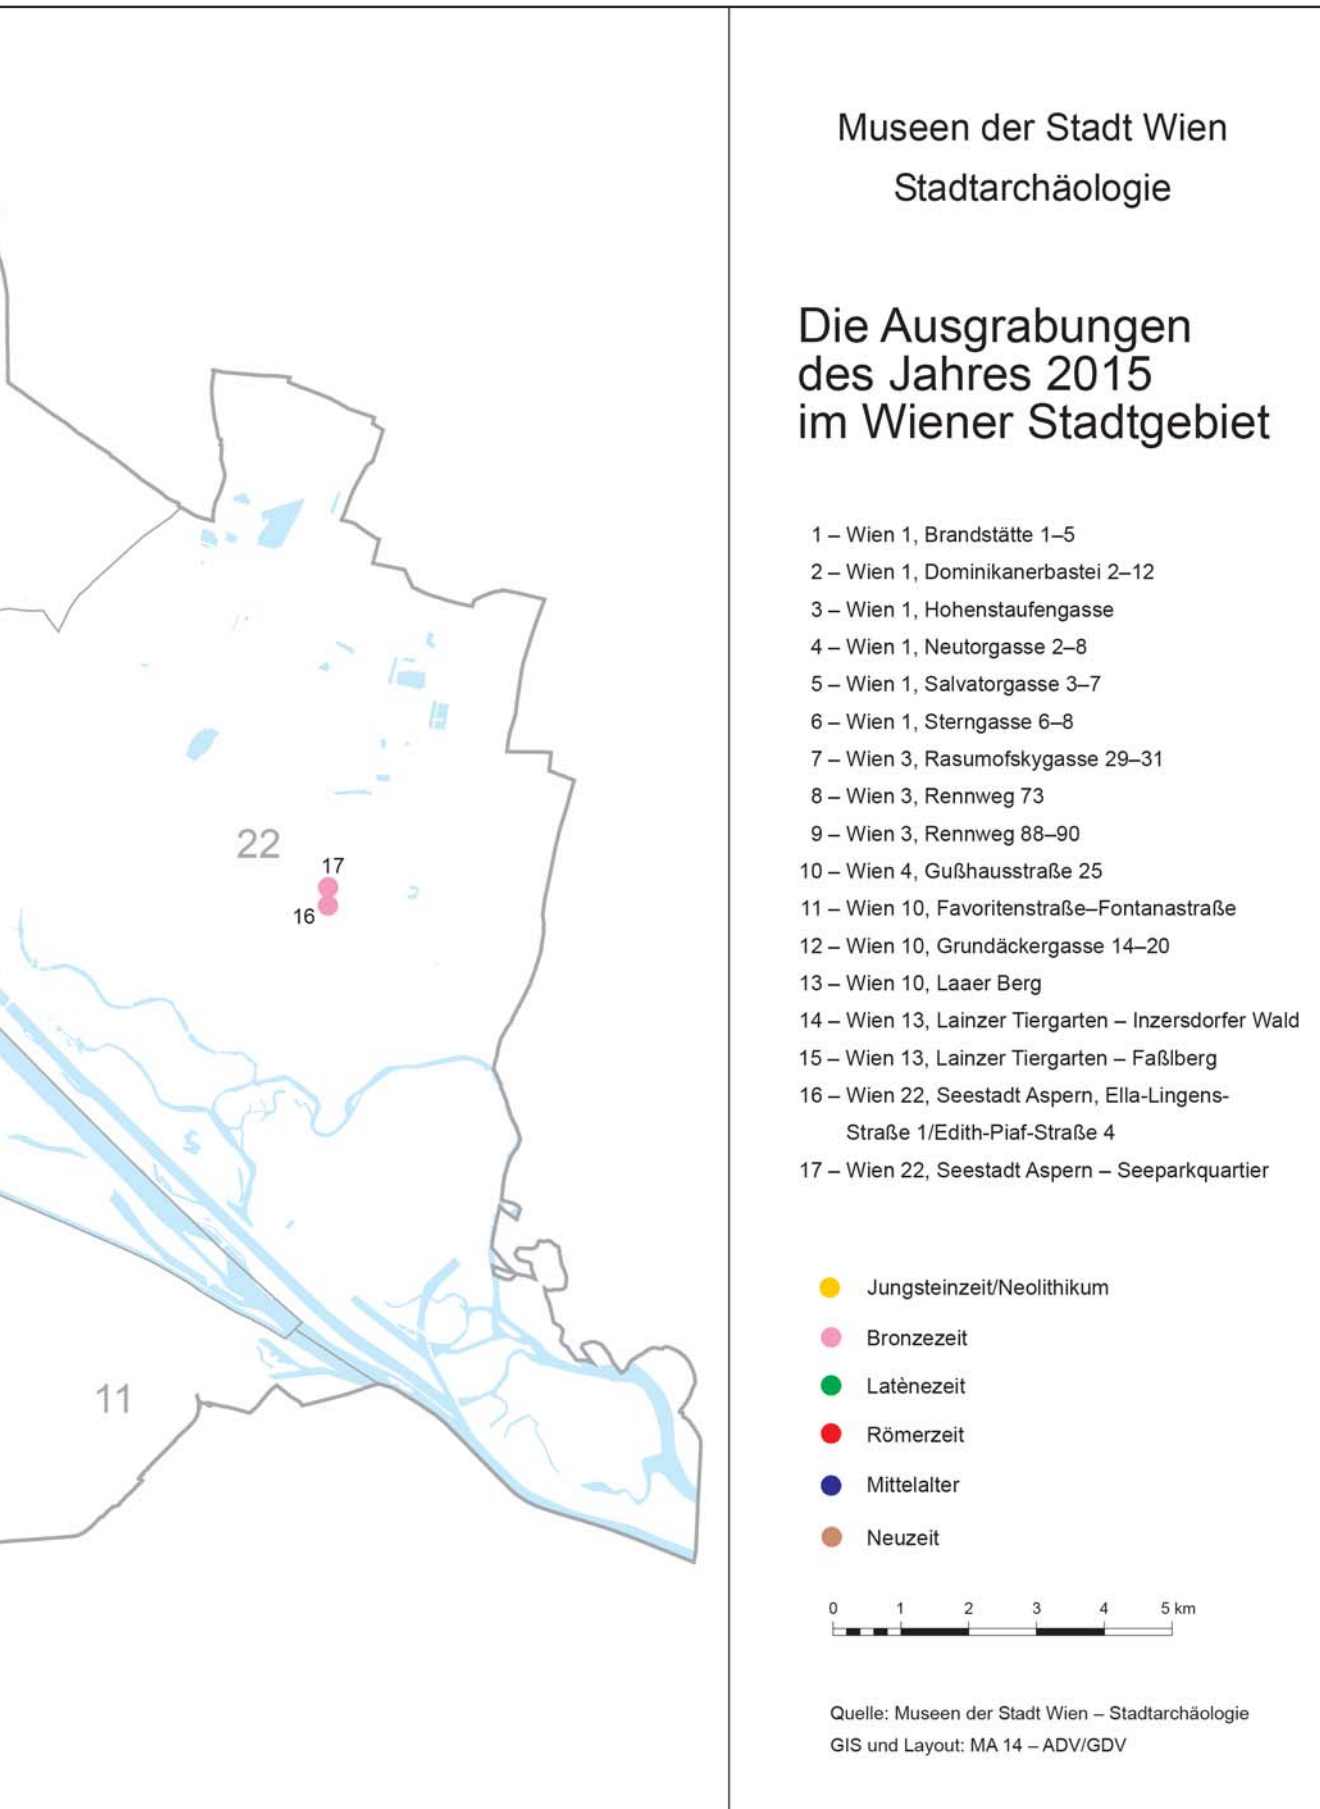 Museen der Stadt Wien
Stadtarchäologie
Die Ausgrabungen
des Jahres 2015
im Wiener Stadtgebiet
1 – Wien 1, Brandstätte 1–5
2 – Wien 1, Dominikanerbastei 2–12
3 – Wien 1, Hohenstaufengasse
4 – Wien 1, Neutorgasse 2–8
5 – Wien 1, Salvatorgasse 3–7
6 – Wien 1, Sterngasse 6–8
7 – Wien 3, Rasumofskygasse 29–31
8 – Wien 3, Rennweg 73
9 – Wien 3, Rennweg 88–90
10 – Wien 4, Gußhausstraße 25
11 – Wien 10, Favoritenstraße–Fontanastraße
12 – Wien 10, Grundäckergasse 14–20
13 – Wien 10, Laaer Berg
14 – Wien 13, Lainzer Tiergarten – Inzersdorfer Wald
15 – Wien 13, Lainzer Tiergarten – Faßlberg
16 – Wien 22, Seestadt Aspern, Ella-Lingens-
Straße 1/Edith-Piaf-Straße 4
17 – Wien 22, Seestadt Aspern – Seeparkquartier
Jungsteinzeit/Neolithikum
Bronzezeit
Latènezeit
Römerzeit
Mittelalter
Neuzeit
0 1 2 3 4 5 km
Quelle: Museen der Stadt Wien – Stadtarchäologie
GIS und Layout: MA 14 – ADV/GDV
22
17
16
11